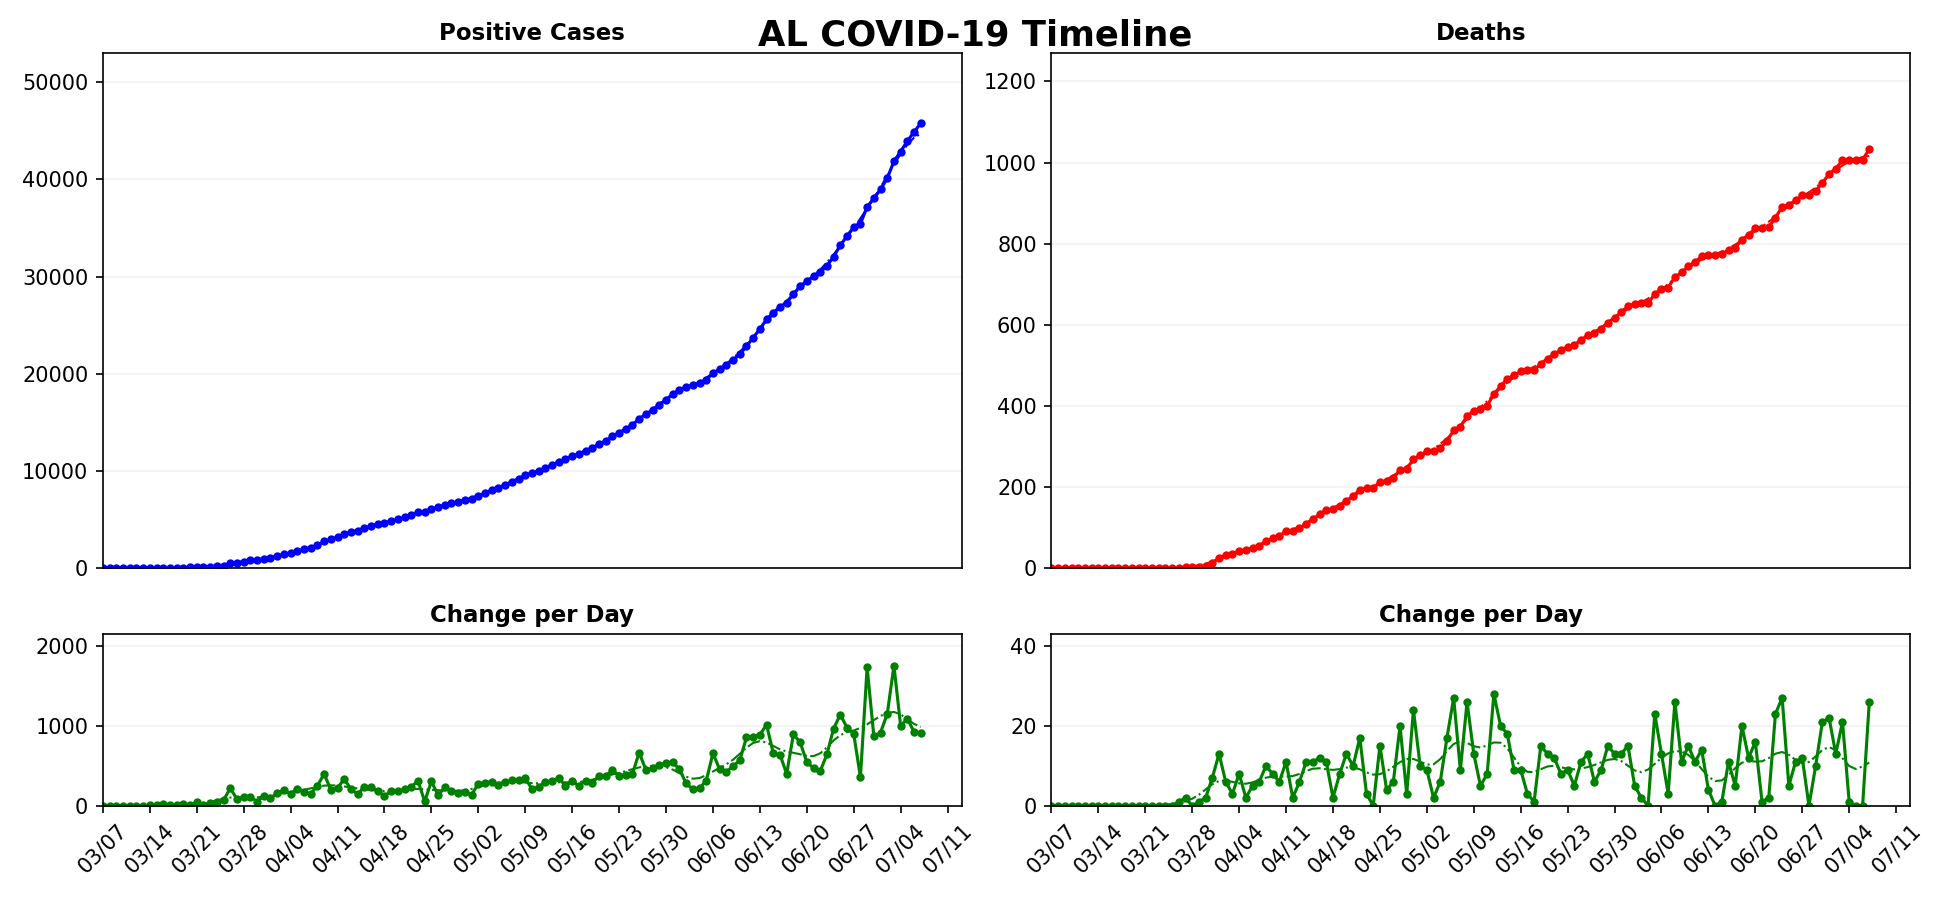 AL COVID-19 Timeline
Positive Cases
50000
40000
30000
20000
10000
0
Deaths
1200
1000
800
600
400
200
0
Change per Day
2000
1000
0
03/07 03/14 03/21 03/28 04/04 04/11 04/18 04/25 05/02 05/09 05/16 05/23 05/30 06/06 06/13 06/20 06/27 07/04 07/11
Change per Day
40
20
0
03/07 03/14 03/21 03/28 04/04 04/11 04/18 04/25 05/02 05/09 05/16 05/23 05/30 06/06 06/13 06/20 06/27 07/04 07/11